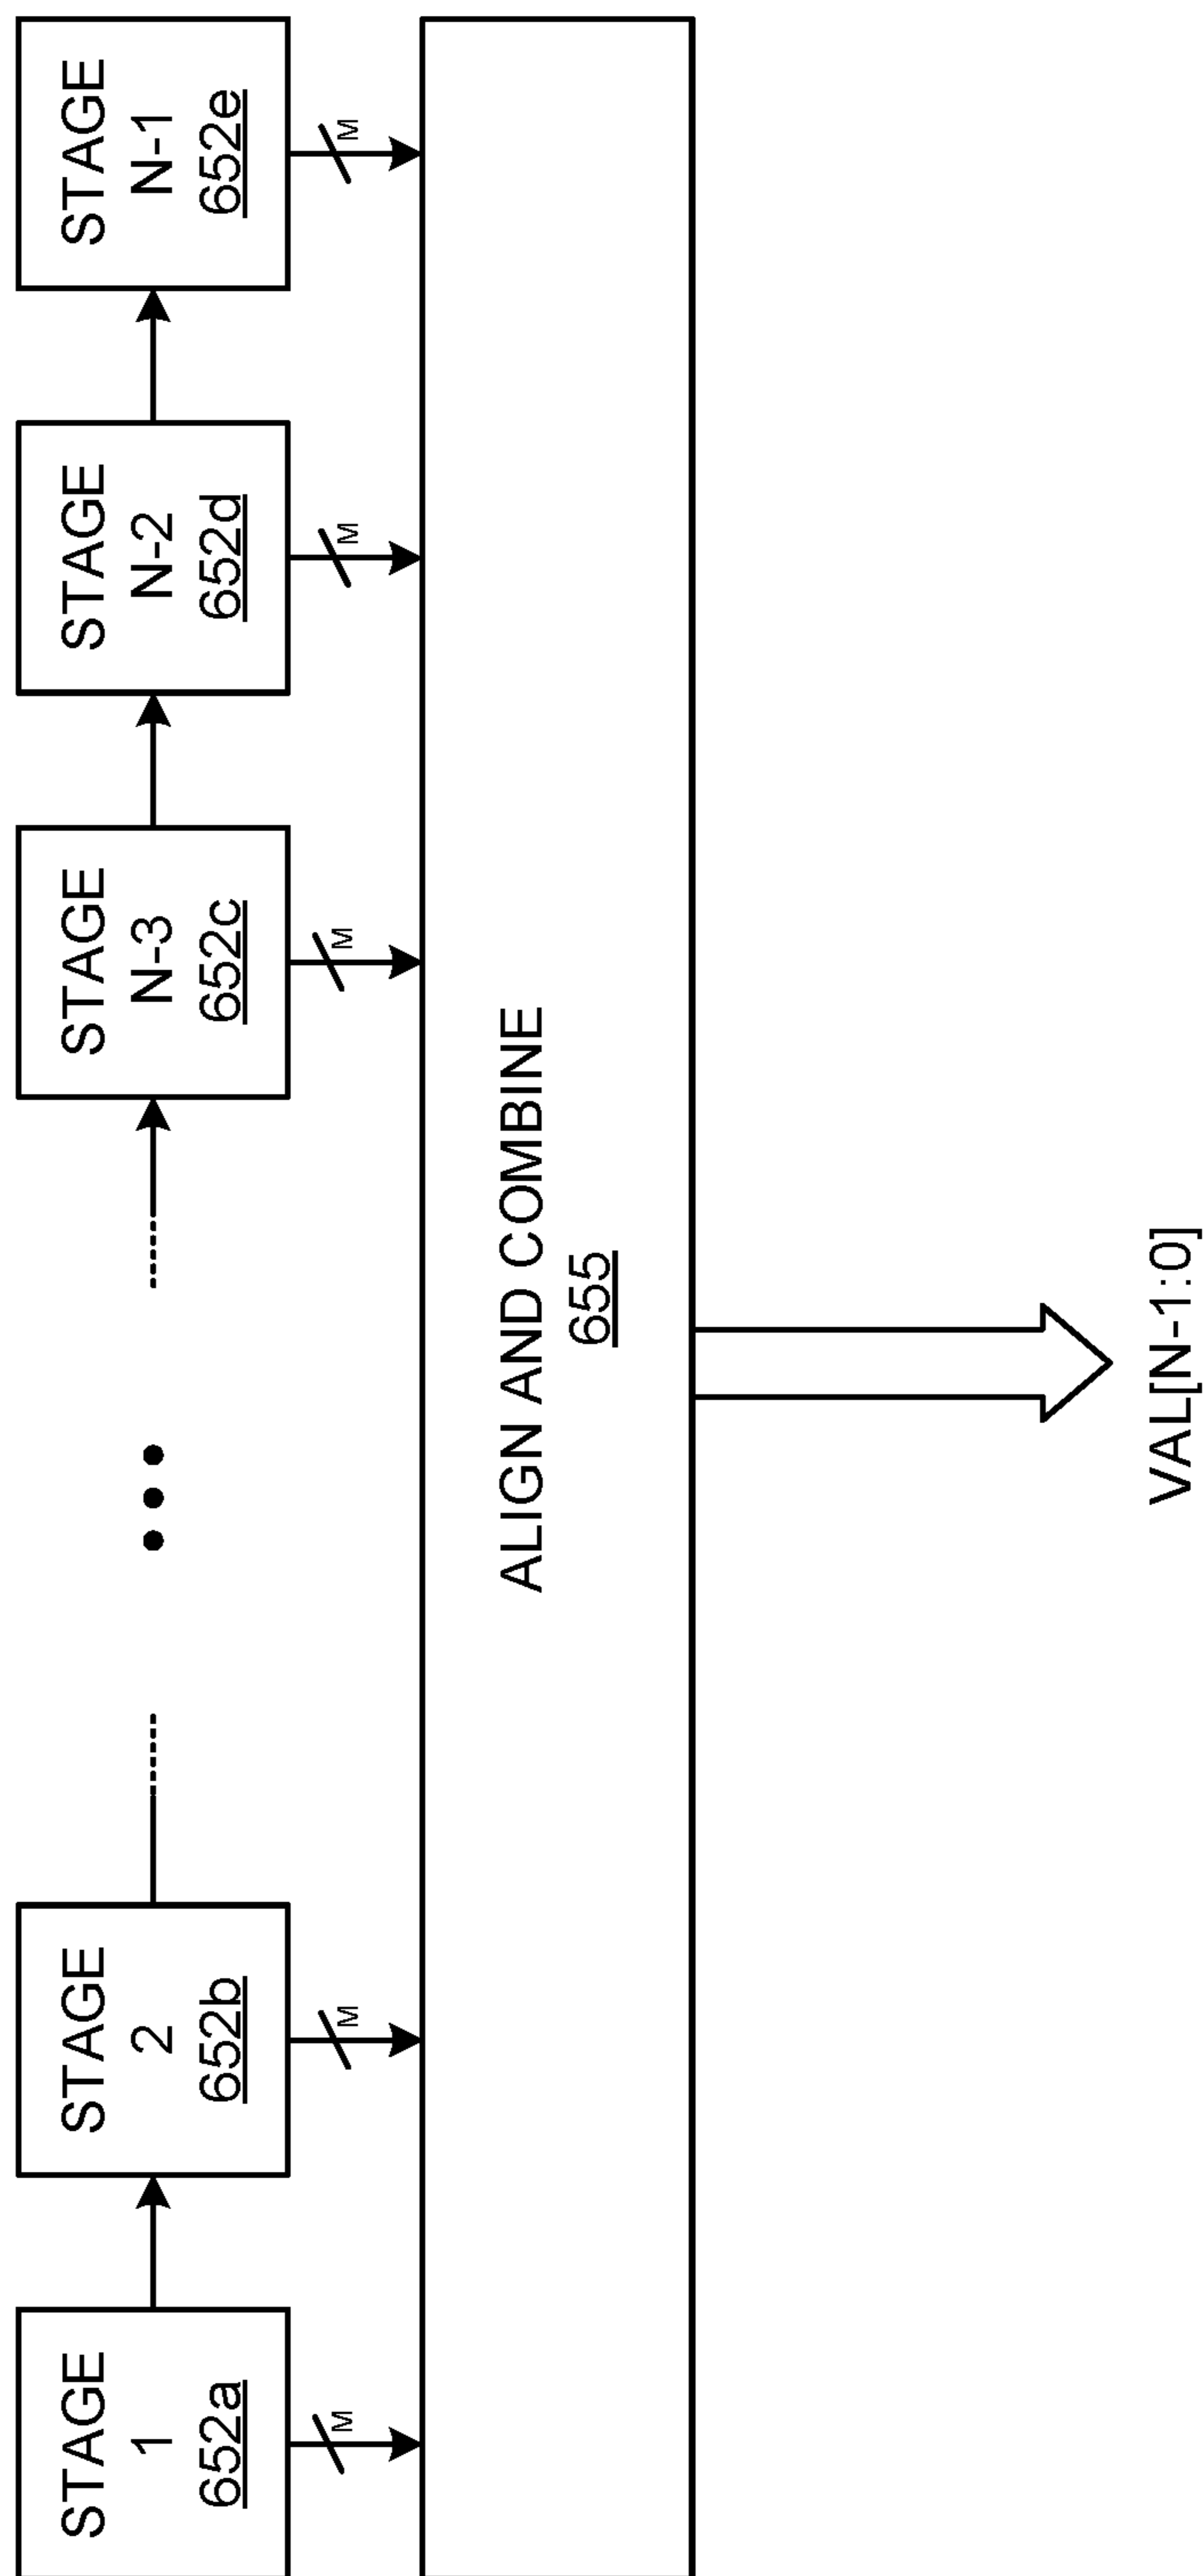 STAGE
1
652a
STAGE
2
652b
STAGE
N-3
652c
STAGE
N-2
652d
STAGE
N-1
652e
M
M
M
M
M
ALIGN AND COMBINE
655
VAL[N-1:0]